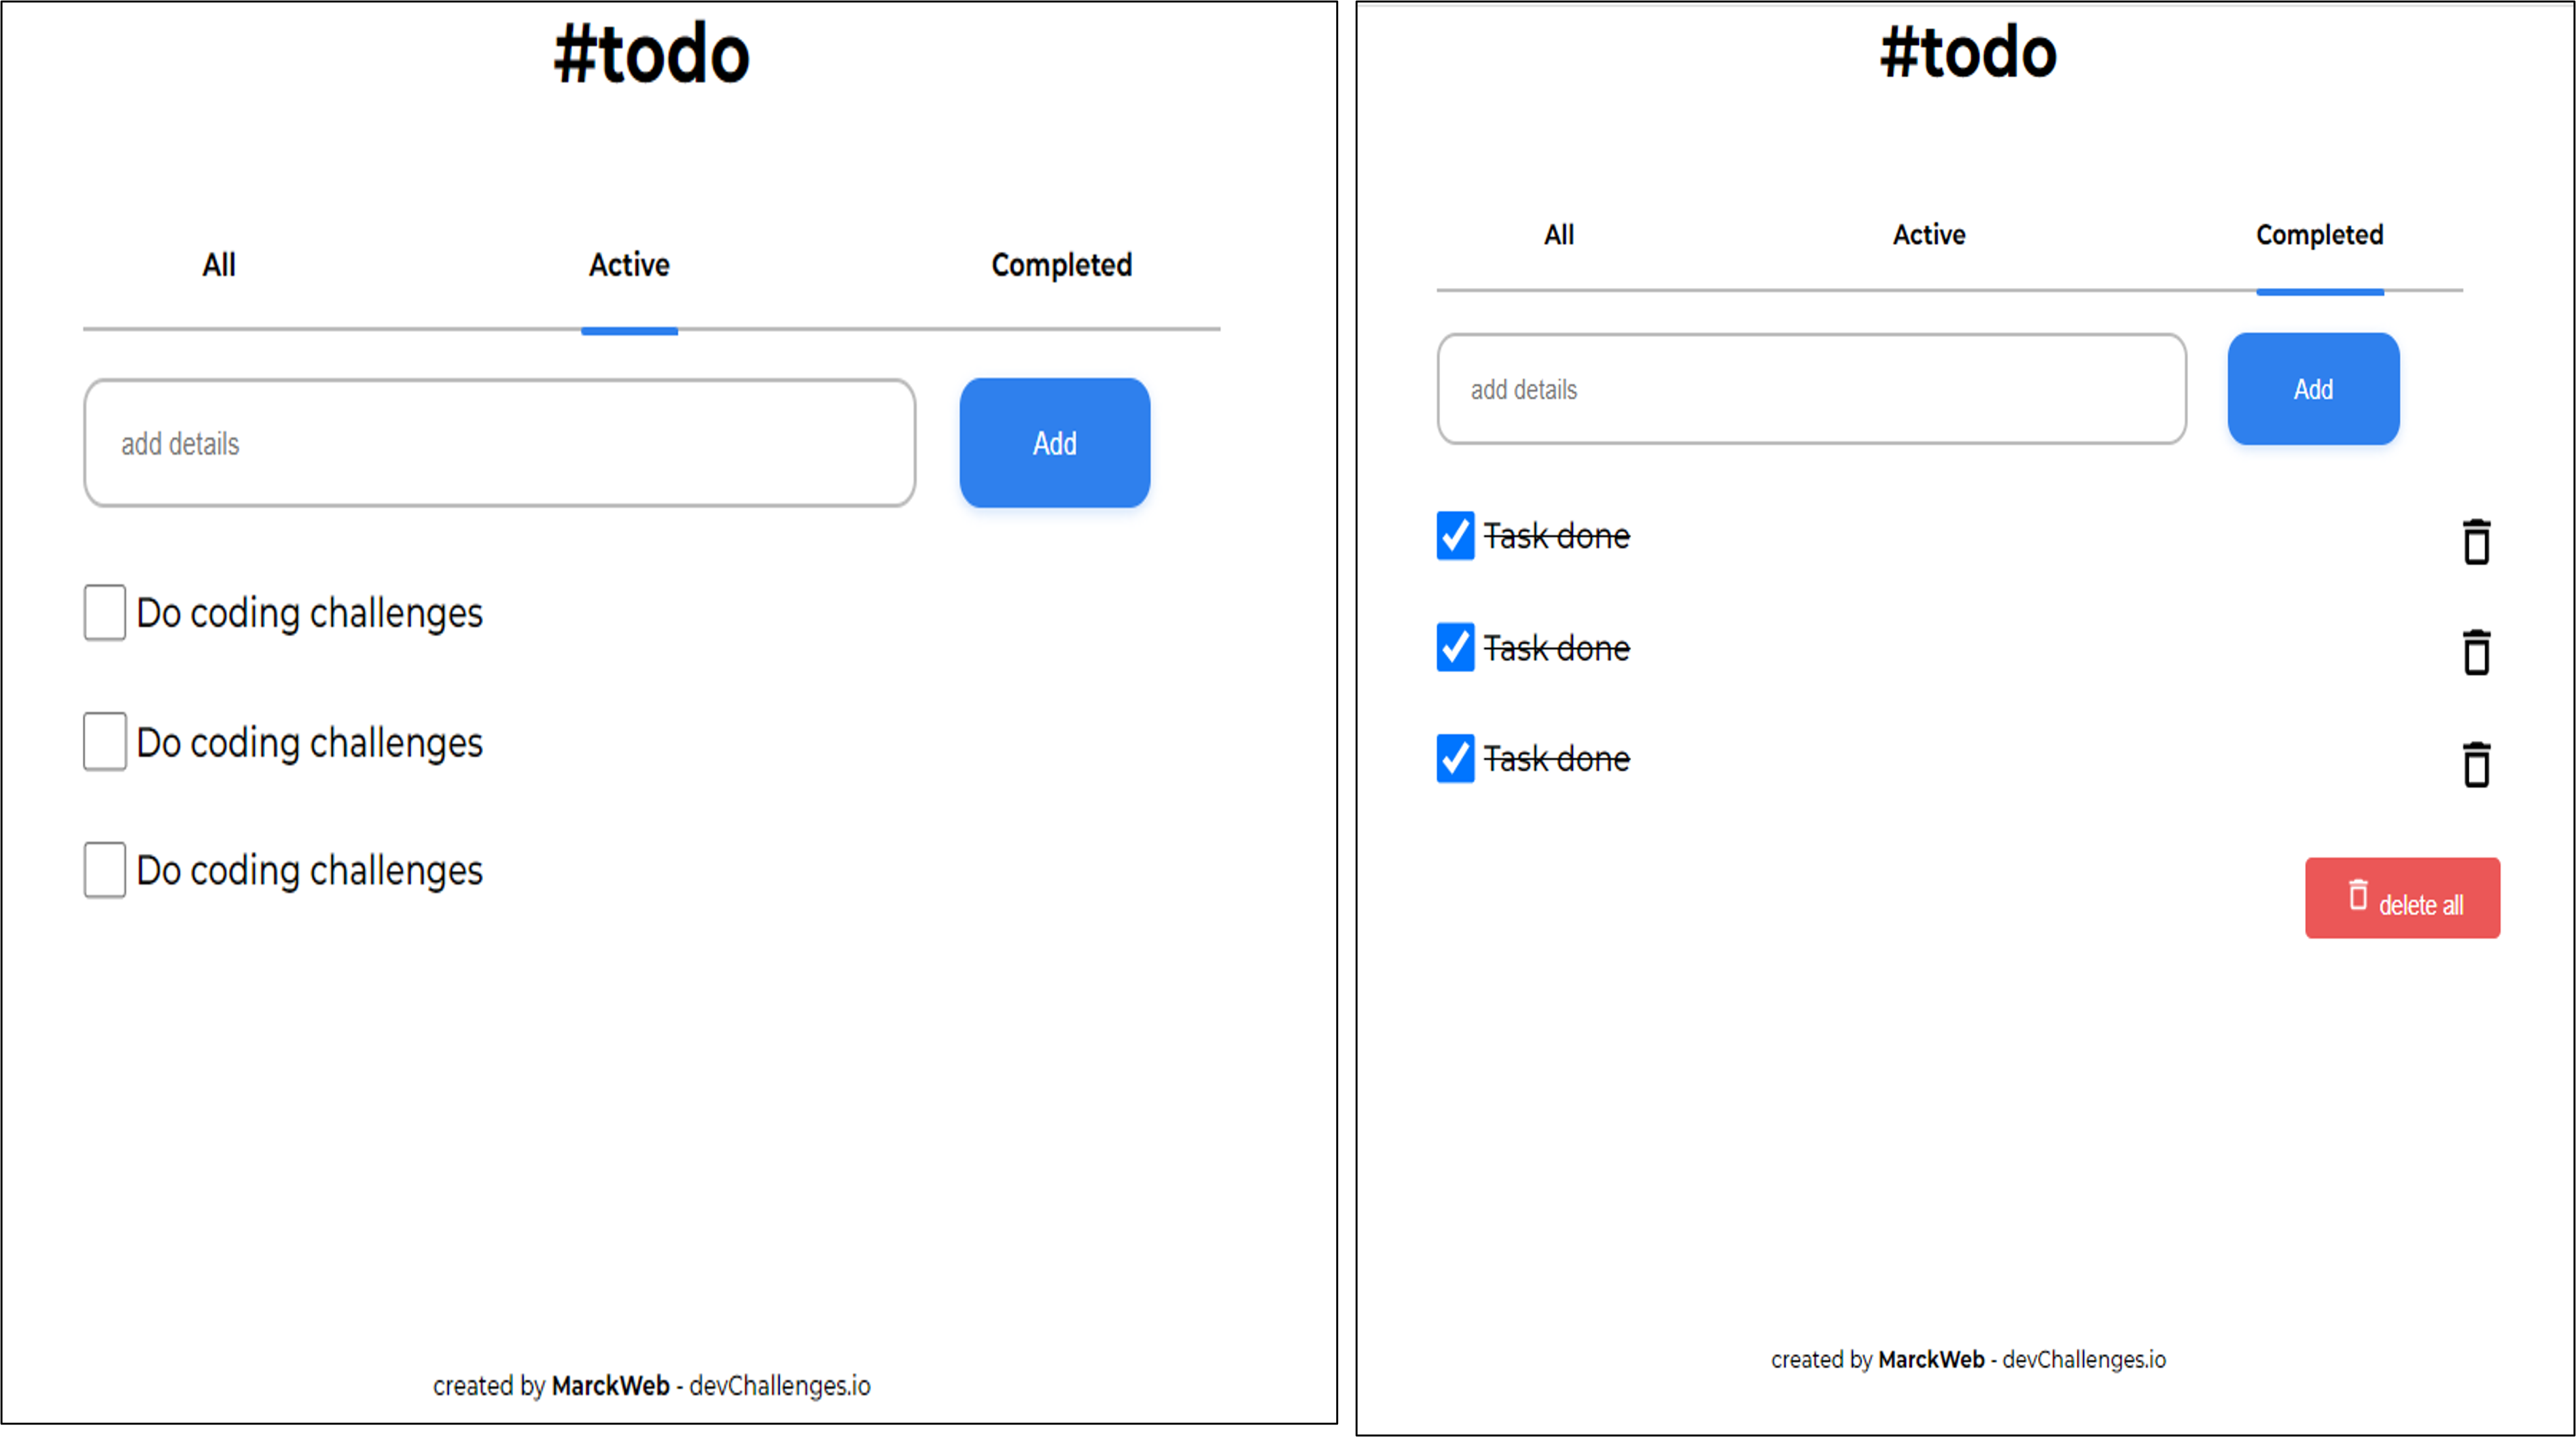 #todo
All Active Completed
add details Add
Do coding challenges
Do coding challenges
Do coding challenges
created by MarckWeb - devChallenges.io
#todo
All Active Completed
add details Add
Task done
Task done
Task done
delete all
created by MarckWeb - devChallenges.io